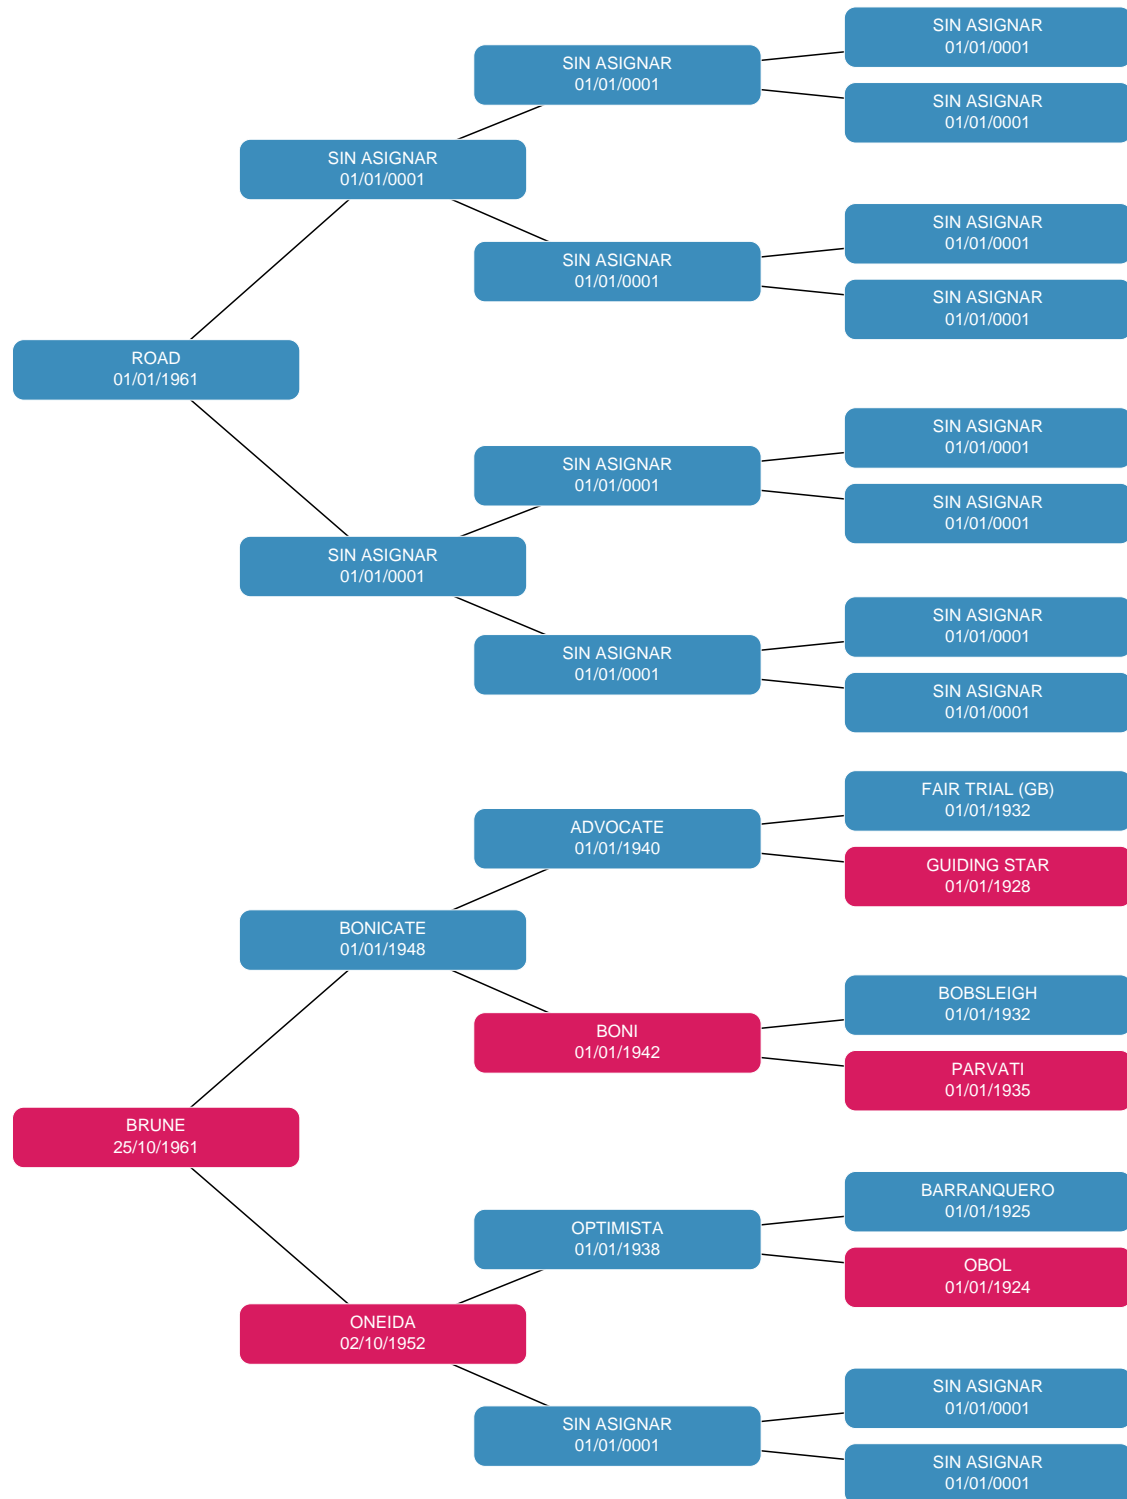 SIN ASIGNAR
01/01/0001
SIN ASIGNAR
01/01/0001
SIN ASIGNAR
01/01/0001
SIN ASIGNAR
01/01/0001
SIN ASIGNAR
01/01/0001
SIN ASIGNAR
01/01/0001
SIN ASIGNAR
01/01/0001
ROAD
01/01/1961
SIN ASIGNAR
01/01/0001
SIN ASIGNAR
01/01/0001
SIN ASIGNAR
01/01/0001
SIN ASIGNAR
01/01/0001
SIN ASIGNAR
01/01/0001
SIN ASIGNAR
01/01/0001
SIN ASIGNAR
01/01/0001
FAIR TRIAL (GB)
01/01/1932
ADVOCATE
01/01/1940
GUIDING STAR
01/01/1928
BONICATE
01/01/1948
BOBSLEIGH
01/01/1932
BONI
01/01/1942
PARVATI
01/01/1935
BRUNE
25/10/1961
BARRANQUERO
01/01/1925
OPTIMISTA
01/01/1938
OBOL
01/01/1924
ONEIDA
02/10/1952
SIN ASIGNAR
01/01/0001
SIN ASIGNAR
01/01/0001
SIN ASIGNAR
01/01/0001